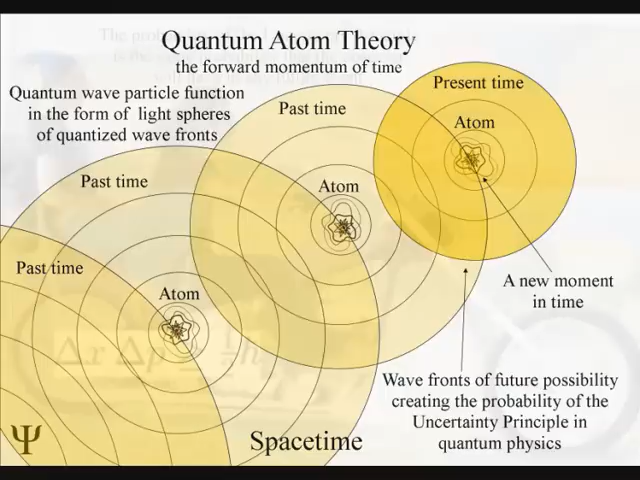 Quantum Atom Theory
the forward momentum of time
Quantum wave particle function
in the form of light spheres
of quantized wave fronts
Present time
Past time
Atom
Past time
Atom
Past time
Atom
A new moment
in time
Wave fronts of future possibility
creating the probability of the
Uncertainty Principle in
quantum physics
Spacetime
Ψ
Δx Δp